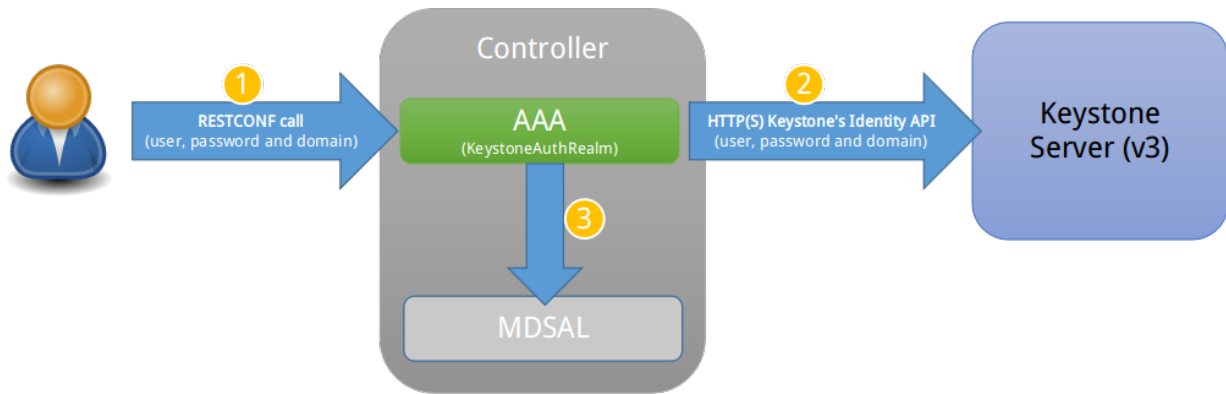 Controller
1
RESTCONF call
(user, password and domain)
AAA
(KeystoneAuthRealm)
2
HTTP(S) Keystone's Identity API
(user, password and domain)
Keystone
Server (v3)
3
MDSAL